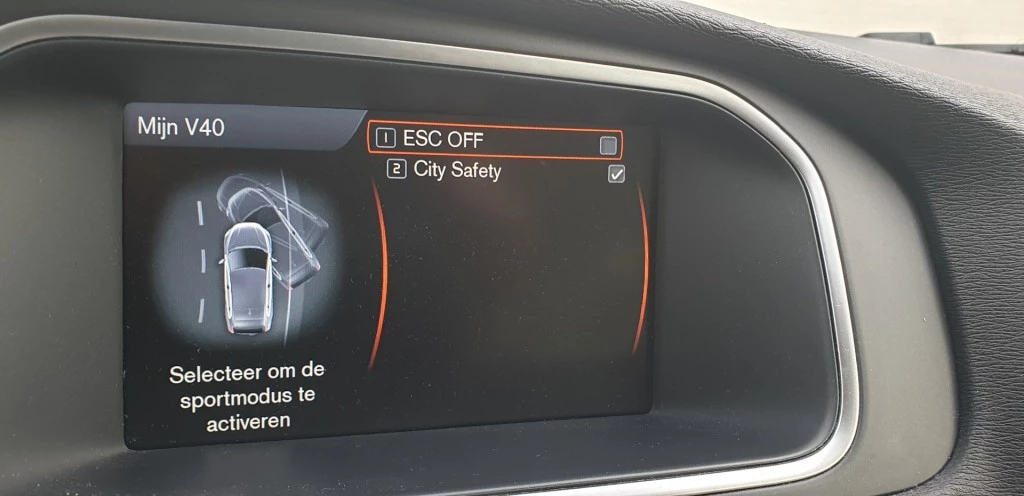 Mijn V40
1 ESC OFF
2 City Safety
Selecteer om de
sportmodus te
activeren